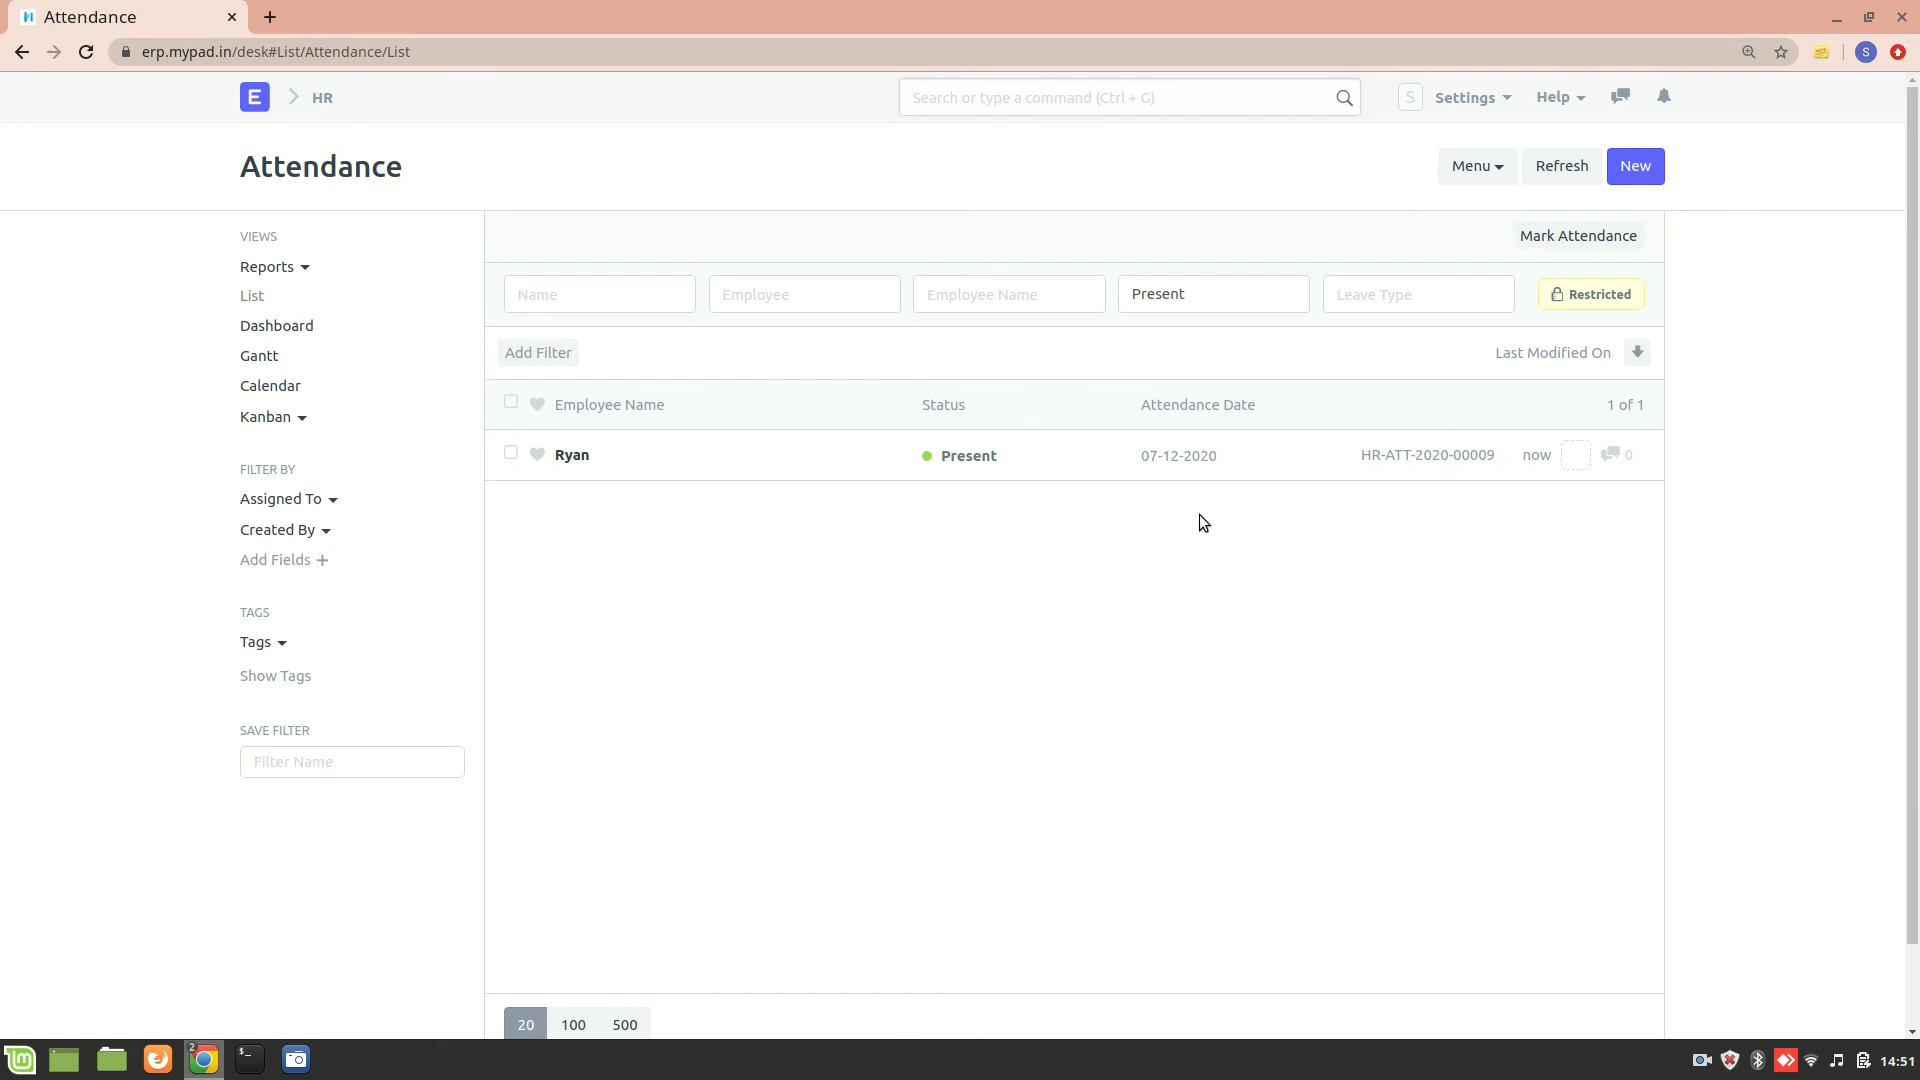 Attendance
erp.mypad.in/desk#List/Attendance/List
S
E HR
Search or type a command (Ctrl + G)
S Settings Help
Attendance
Menu Refresh New
VIEWS
Reports
List
Dashboard
Gantt
Calendar
Kanban
FILTER BY
Assigned To
Created By
Add Fields +
TAGS
Tags
Show Tags
SAVE FILTER
Filter Name
Mark Attendance
Name Employee Employee Name Present Leave Type Restricted
Add Filter Last Modified On
Employee Name Status Attendance Date 1 of 1
Ryan Present 07-12-2020 HR-ATT-2020-00009 now 0
20 100 500
2
14:51